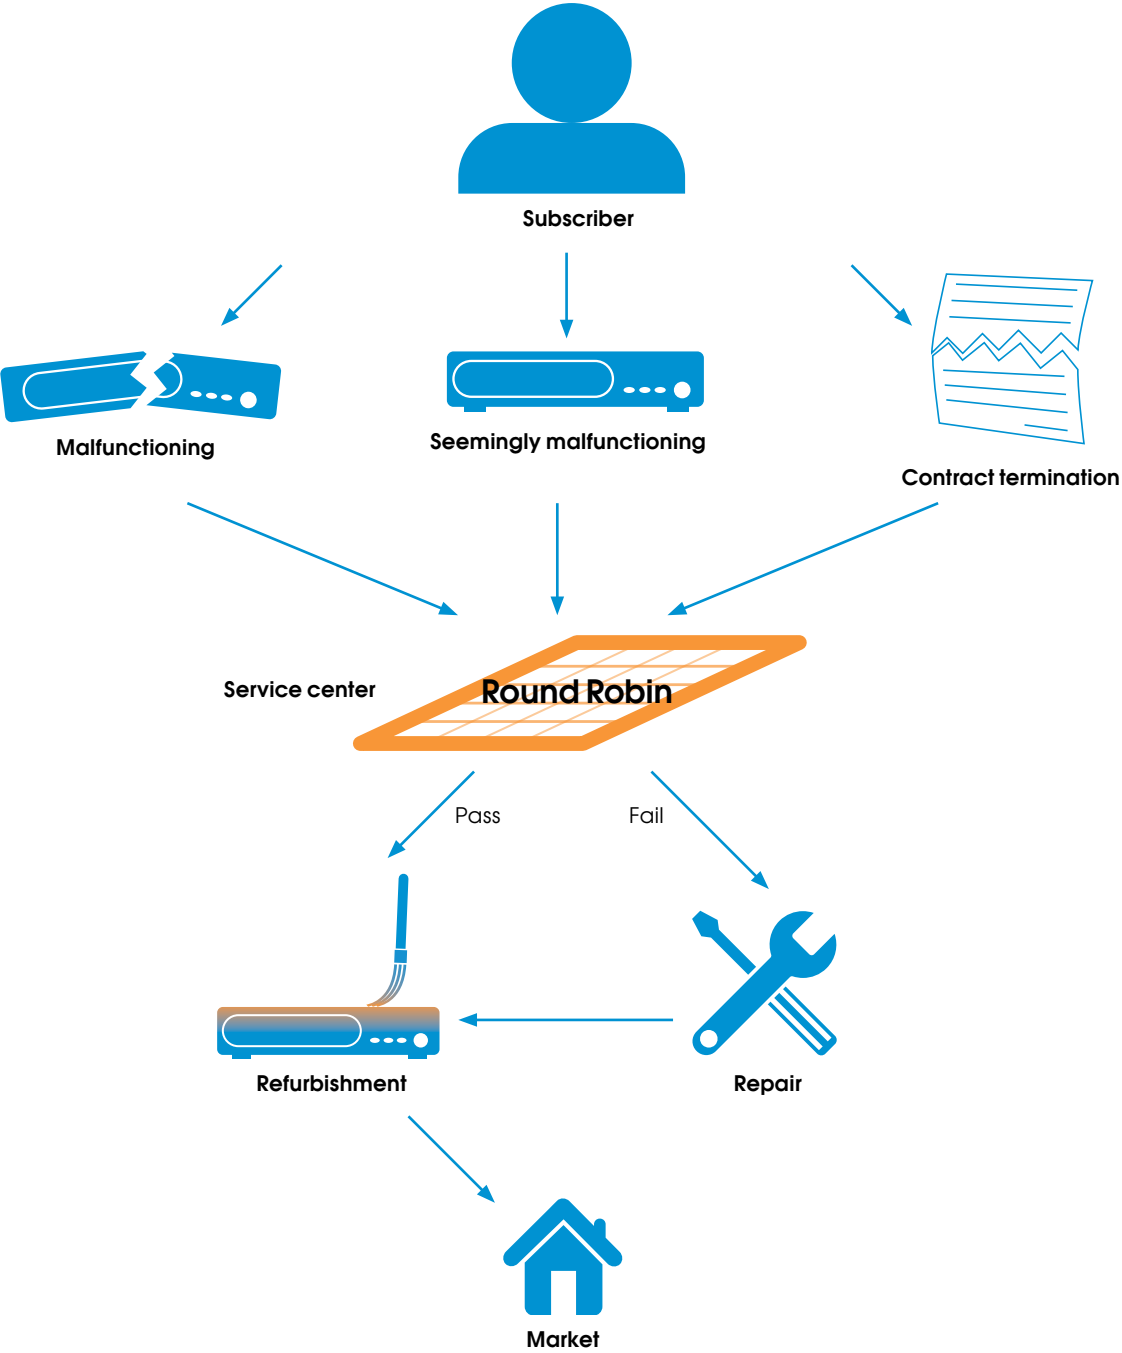 Subscriber
Malfunctioning
Seemingly malfunctioning
Contract termination
Service center
Round Robin
Pass
Fail
Refurbishment
Repair
Market